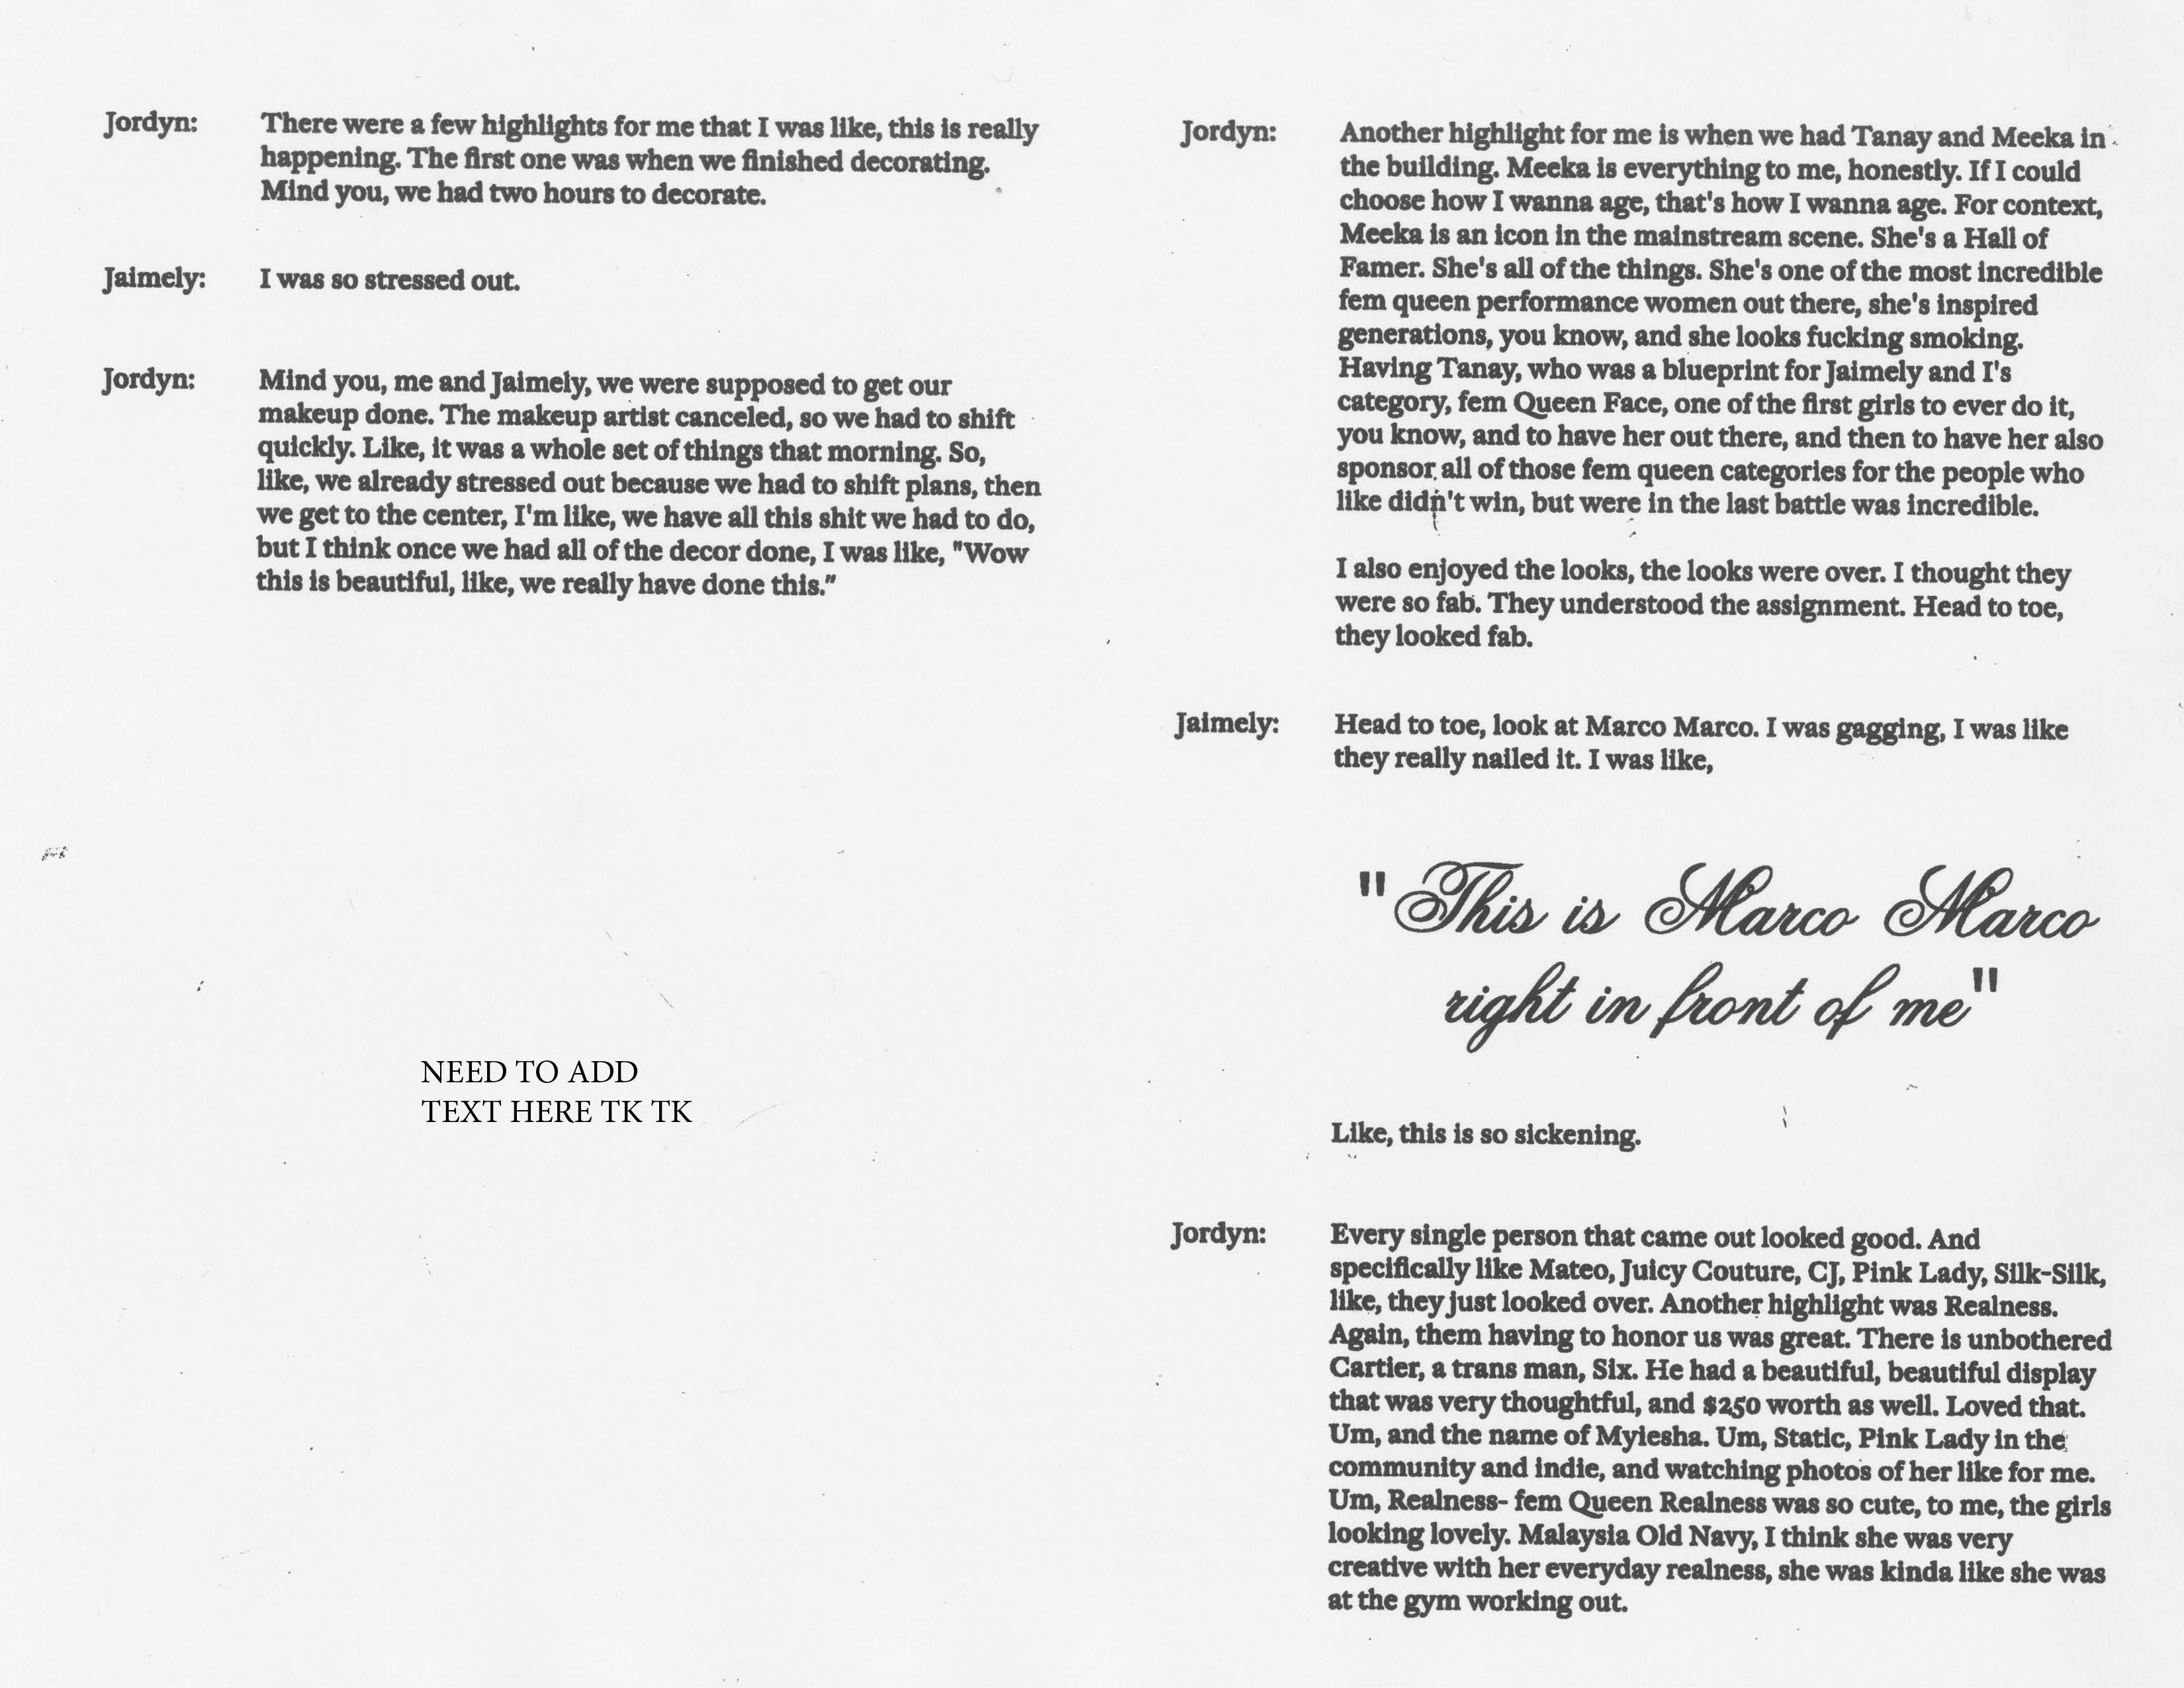 Jordyn: There were a few highlights for me that I was like, this is really
happening. The first one was when we finished decorating.
Mind you, we had two hours to decorate.
Jaimely: I was so stressed out.
Jordyn: Mind you, me and Jaimely, we were supposed to get our
makeup done. The makeup artist canceled, so we had to shift
quickly. Like, it was a whole set of things that morning. So,
like, we already stressed out because we had to shift plans, then
we get to the center, I'm like, we have all this shit we had to do,
but I think once we had all of the decor done, I was like, "Wow
this is beautiful, like, we really have done this."
NEED TO ADD
TEXT HERE TK TK
Jordyn: Another highlight for me is when we had Tanay and Meeka in
the building. Meeka is everything to me, honestly. If I could
choose how I wanna age, that's how I wanna age. For context,
Meeka is an icon in the mainstream scene. She's a Hall of
Famer. She's all of the things. She's one of the most incredible
fem queen performance women out there, she's inspired
generations, you know, and she looks fucking smoking.
Having Tanay, who was a blueprint for Jaimely and I's
category, fem Queen Face, one of the first girls to ever do it,
you know, and to have her out there, and then to have her also
sponsor all of those fem queen categories for the people who
like didn't win, but were in the last battle was incredible.
I also enjoyed the looks, the looks were over. I thought they
were so fab. They understood the assignment. Head to toe,
they looked fab.
Jaimely: Head to toe, look at Marco Marco. I was gagging, I was like
they really nailed it. I was like,
"This is Marco Marco
right in front of me"
Like, this is so sickening.
Jordyn: Every single person that came out looked good. And
specifically like Mateo, Juicy Couture, CJ, Pink Lady, Silk-Silk,
like, they just looked over. Another highlight was Realness.
Again, them having to honor us was great. There is unbothered
Cartier, a trans man, Six. He had a beautiful, beautiful display
that was very thoughtful, and $250 worth as well. Loved that.
Um, and the name of Myiesha. Um, Static, Pink Lady in the
community and indie, and watching photos of her like for me.
Um, Realness- fem Queen Realness was so cute, to me, the girls
looking lovely. Malaysia Old Navy, I think she was very
creative with her everyday realness, she was kinda like she was
at the gym working out.